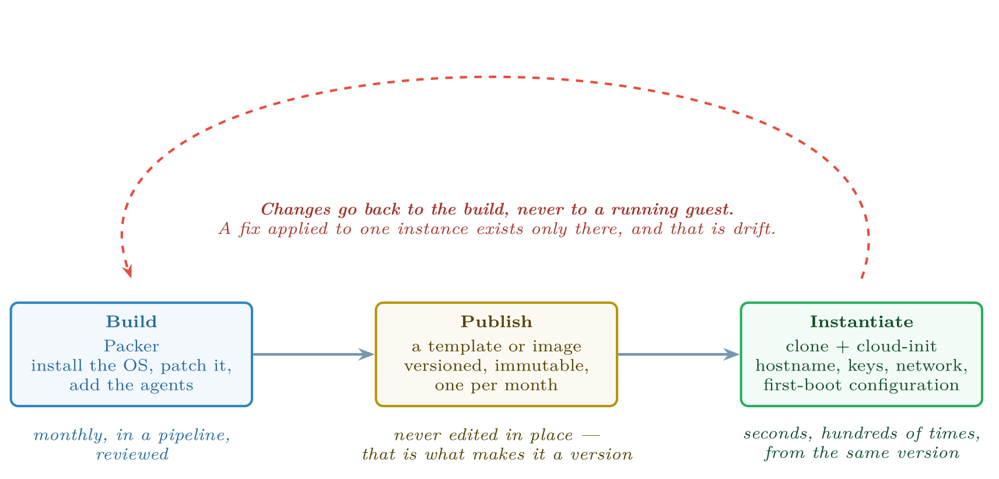 Changes go back to the build, never to a running guest.
A fix applied to one instance exists only there, and that is drift.
Build
Packer
install the OS, patch it,
add the agents
monthly, in a pipeline,
reviewed
Publish
a template or image
versioned, immutable,
one per month
never edited in place —
that is what makes it a version
Instantiate
clone + cloud-init
hostname, keys, network,
first-boot configuration
seconds, hundreds of times,
from the same version